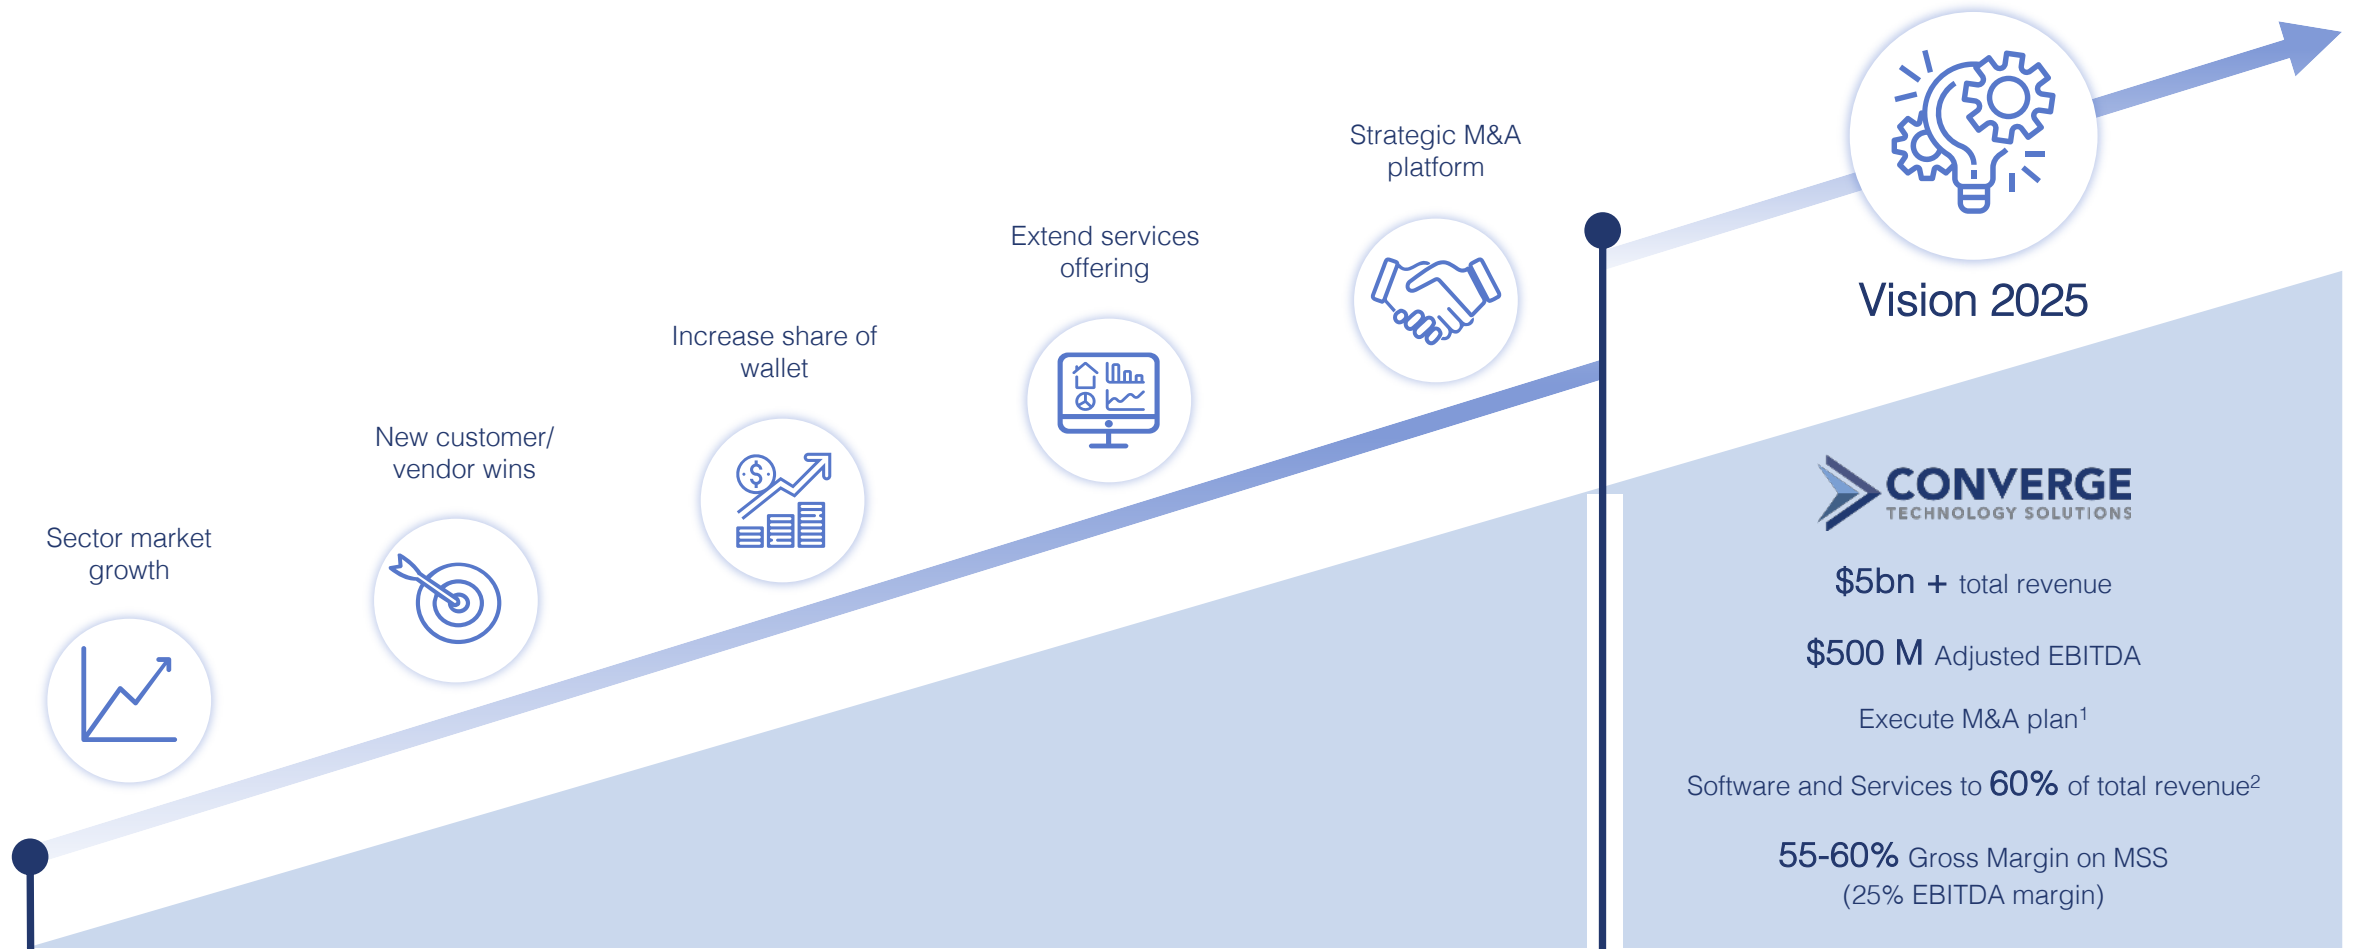 Sector market
growth
New customer/
vendor wins
Increase share of
wallet
$
Extend services
offering
Strategic M&A
platform
Vision 2025
CONVERGE
TECHNOLOGY SOLUTIONS
$5bn + total revenue
$500 M Adjusted EBITDA
Execute M&A plan¹
Software and Services to 60% of total revenue²
55-60% Gross Margin on MSS
(25% EBITDA margin)